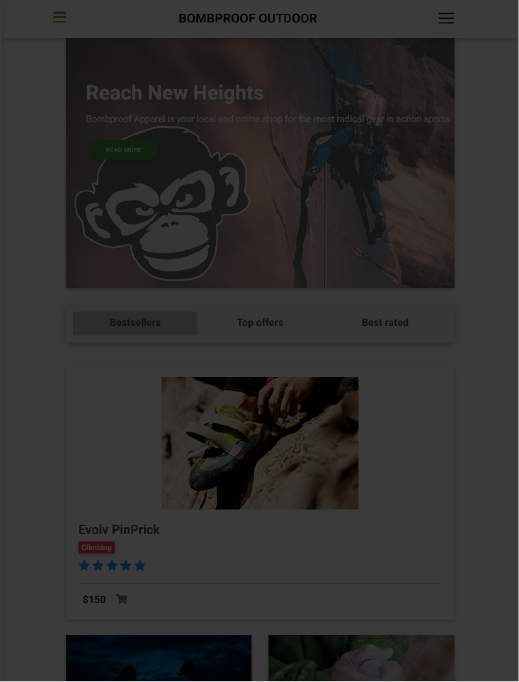 BOMBPROOF OUTDOOR
Reach New Heights
Bombproof Apparel is your local and online shop for the most radical gear in action sports
READ MORE
Bestsellers Top offers Best rated
Evolv PinPrick
Climbing
$150